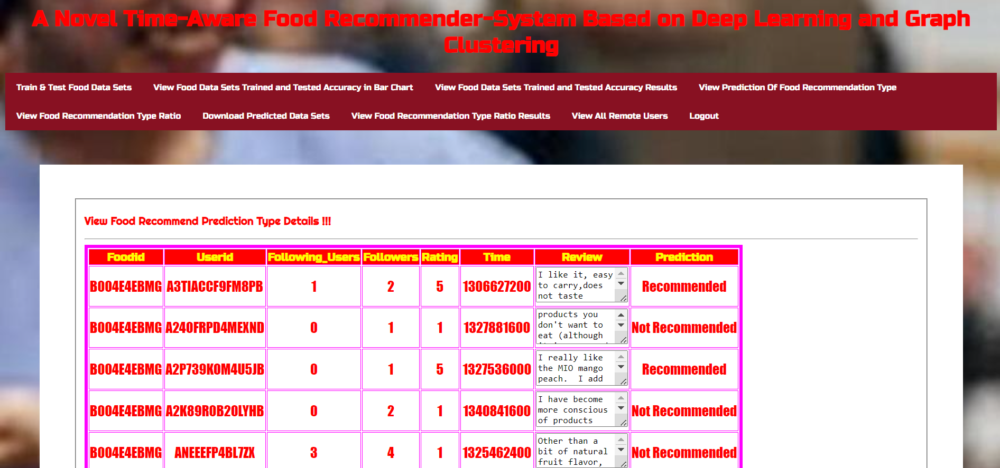 A Novel Time-Aware Food Recommender-System Based on Deep Learning and Graph
Clustering
Train & Test Food Data Sets View Food Data Sets Trained and Tested Accuracy in Bar Chart View Food Data Sets Trained and Tested Accuracy Results View Prediction Of Food Recommendation Type
View Food Recommendation Type Ratio Download Predicted Data Sets View Food Recommendation Type Ratio Results View All Remote Users Logout
View Food Recommend Prediction Type Details !!!
FoodId UserId Following_Users Followers Rating Time Review Prediction
B004E4EBMG A3TIACCF9FM8PB 1 2 5 1306627200 I like it, easy
to carry,does
not taste
Recommended
B004E4EBMG A240FRPD4MEXND 0 1 1 1327881600 products you
don't want to
eat (although
Not Recommended
B004E4EBMG A2P739KOM4U5JB 0 1 5 1327536000 I really like
the MIO mango
peach. I add
Recommended
B004E4EBMG A2K89R0B20LYHB 0 2 1 1340841600 I have become
more conscious
of products
Not Recommended
B004E4EBMG ANEEEFP4BL7ZX 3 4 1 1325462400 Other than a
bit of natural
fruit flavor,
Not Recommended